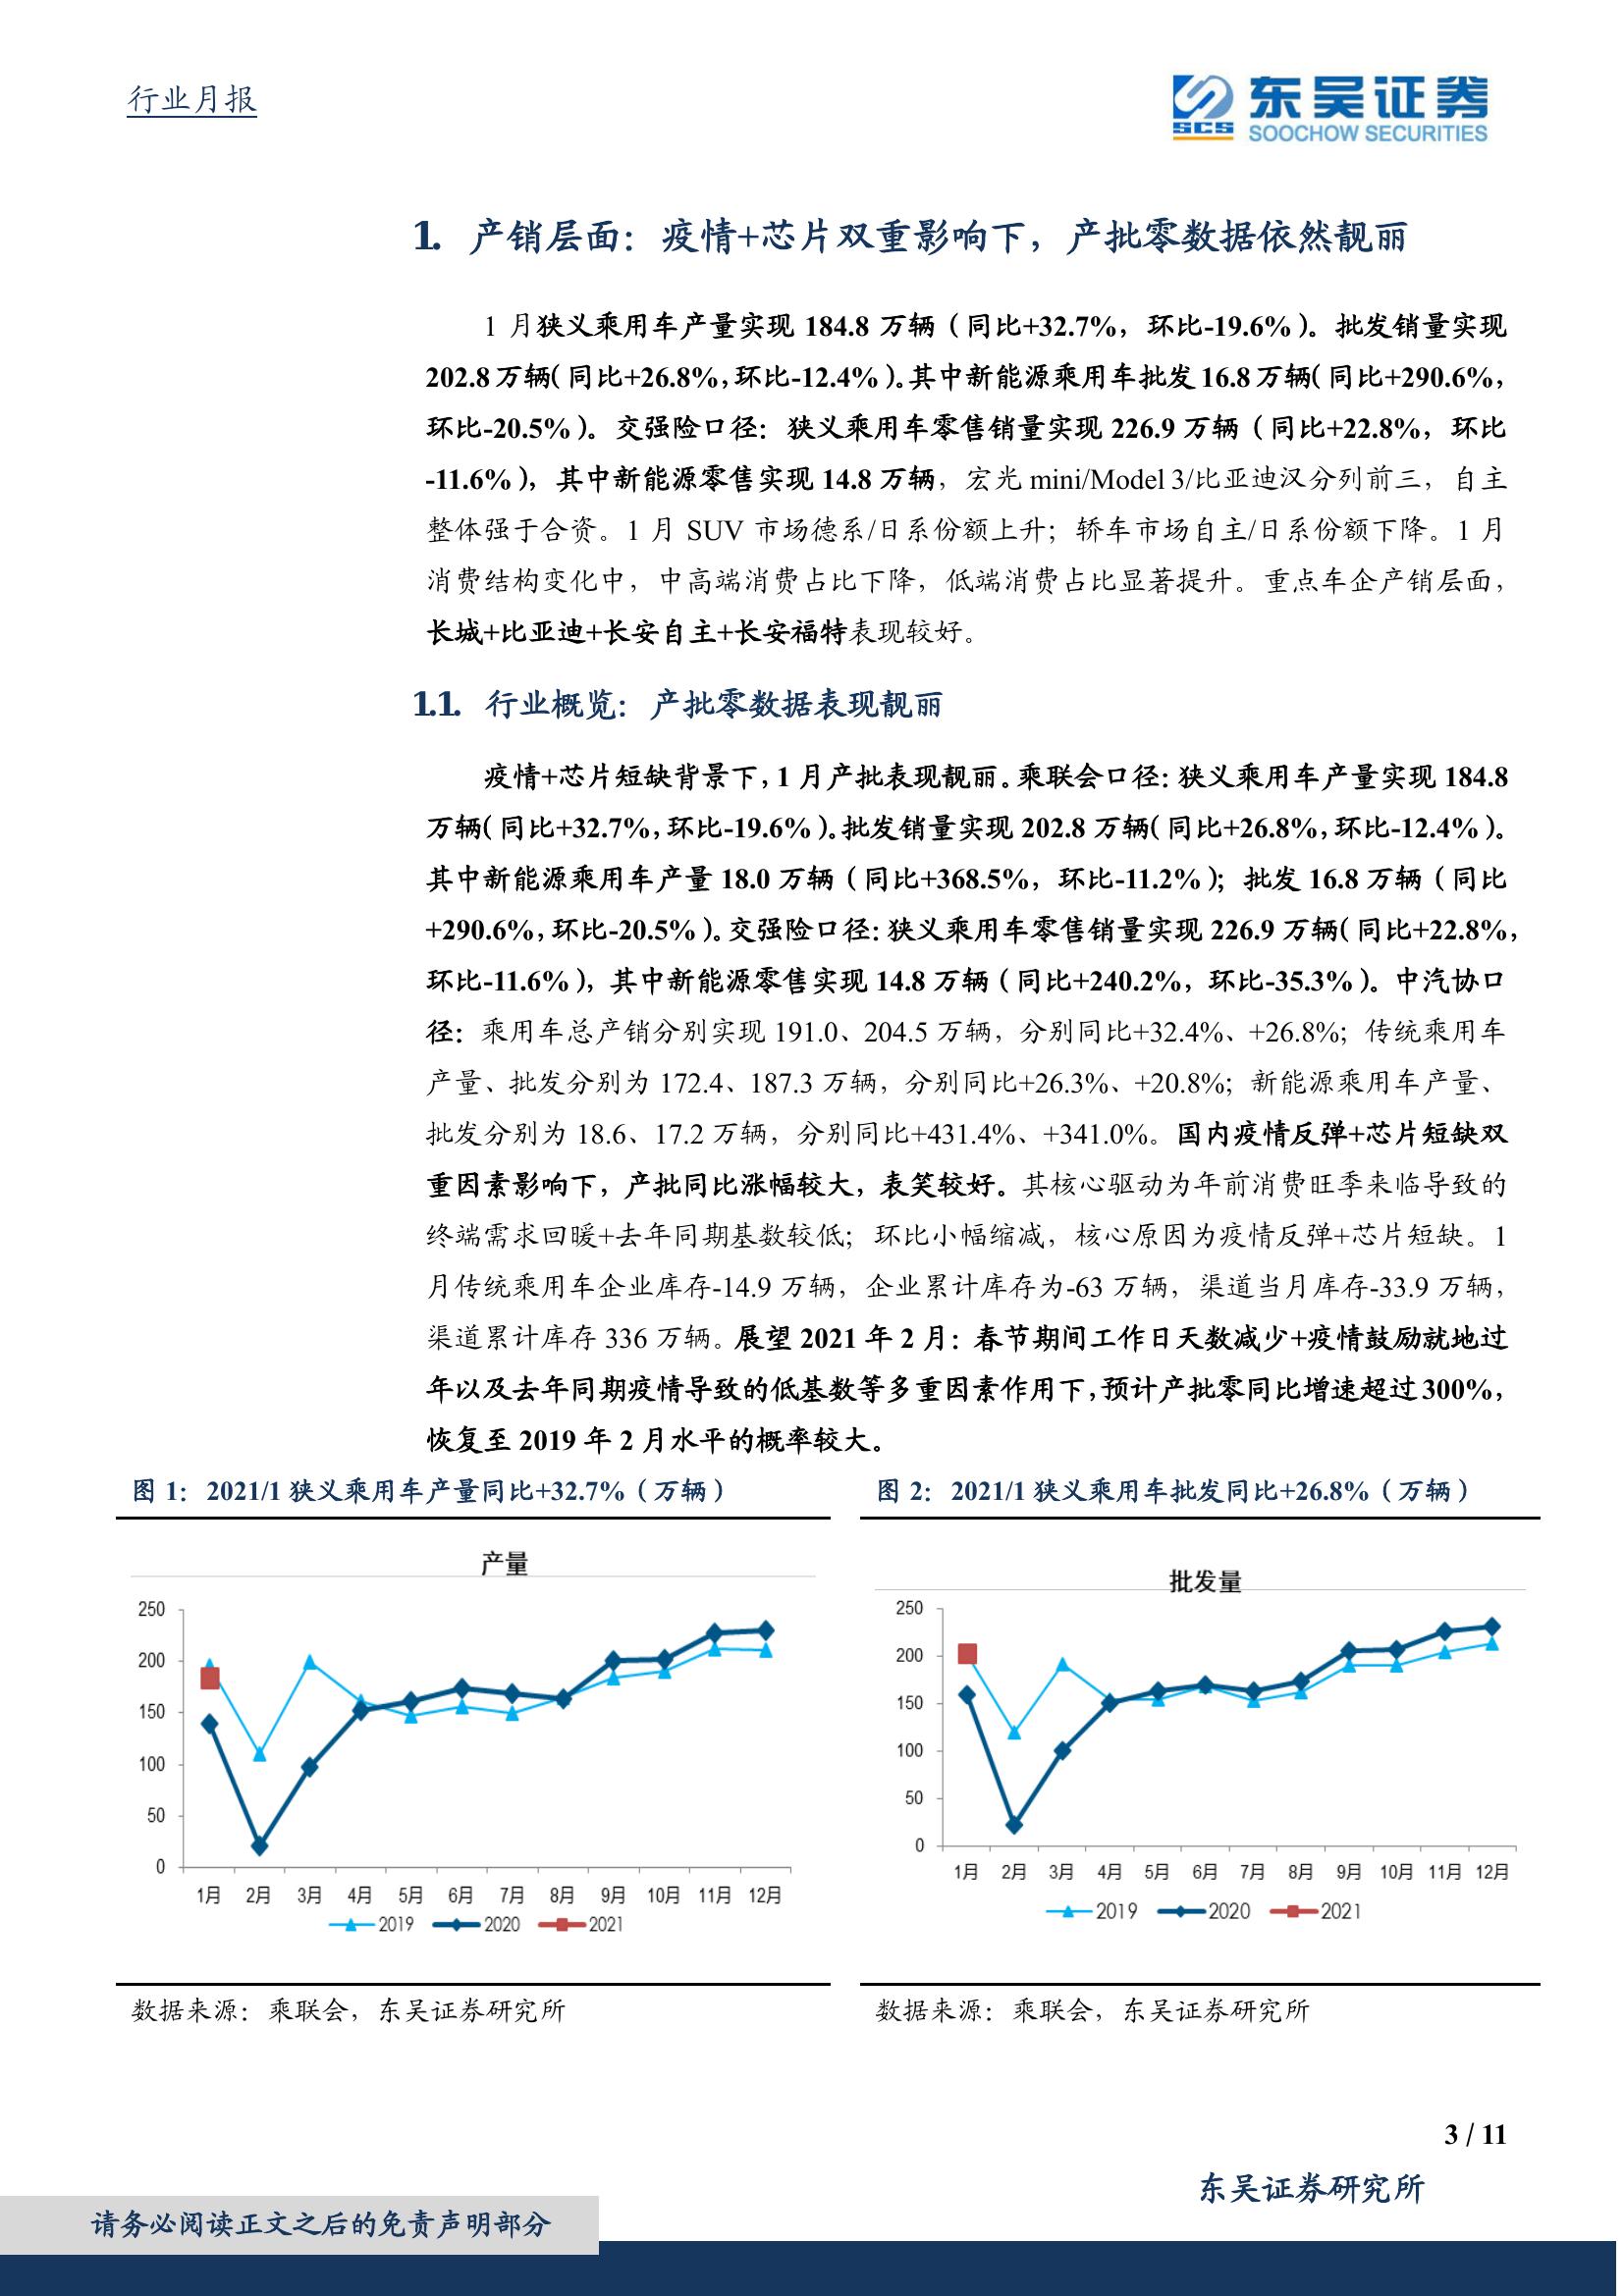 行业月报
SCS
东吴证券
SOOCHOW SECURITIES
1. 产销层面：疫情+芯片双重影响下，产批零数据依然靓丽
1 月狭义乘用车产量实现 184.8 万辆（同比+32.7%，环比-19.6%）。批发销量实现
202.8 万辆（同比+26.8%，环比-12.4%）。其中新能源乘用车批发 16.8 万辆（同比+290.6%，
环比-20.5%）。交强险口径：狭义乘用车零售销量实现 226.9 万辆（同比+22.8%，环比
-11.6%），其中新能源零售实现 14.8 万辆，宏光 mini/Model 3/比亚迪汉分列前三，自主
整体强于合资。1 月 SUV 市场德系/日系份额上升；轿车市场自主/日系份额下降。1 月
消费结构变化中，中高端消费占比下降，低端消费占比显著提升。重点车企产销层面，
长城+比亚迪+长安自主+长安福特表现较好。
1.1. 行业概览：产批零数据表现靓丽
疫情+芯片短缺背景下，1 月产批表现靓丽。乘联会口径：狭义乘用车产量实现 184.8
万辆（同比+32.7%，环比-19.6%）。批发销量实现 202.8 万辆（同比+26.8%，环比-12.4%）。
其中新能源乘用车产量 18.0 万辆（同比+368.5%，环比-11.2%）；批发 16.8 万辆（同比
+290.6%，环比-20.5%）。交强险口径：狭义乘用车零售销量实现 226.9 万辆（同比+22.8%，
环比-11.6%），其中新能源零售实现 14.8 万辆（同比+240.2%，环比-35.3%）。中汽协口
径：乘用车总产销分别实现 191.0、204.5 万辆，分别同比+32.4%、+26.8%；传统乘用车
产量、批发分别为 172.4、187.3 万辆，分别同比+26.3%、+20.8%；新能源乘用车产量、
批发分别为 18.6、17.2 万辆，分别同比+431.4%、+341.0%。国内疫情反弹+芯片短缺双
重因素影响下，产批同比涨幅较大，表笑较好。其核心驱动为年前消费旺季来临导致的
终端需求回暖+去年同期基数较低；环比小幅缩减，核心原因为疫情反弹+芯片短缺。1
月传统乘用车企业库存-14.9 万辆，企业累计库存为-63 万辆，渠道当月库存-33.9 万辆，
渠道累计库存 336 万辆。展望 2021 年 2 月：春节期间工作日天数减少+疫情鼓励就地过
年以及去年同期疫情导致的低基数等多重因素作用下，预计产批零同比增速超过 300%，
恢复至 2019 年 2 月水平的概率较大。
图 1：2021/1 狭义乘用车产量同比+32.7%（万辆）
产量
250
200
150
100
50
0
1月 2月 3月 4月 5月 6月 7月 8月 9月 10月 11月 12月
2019 2020 2021
数据来源：乘联会，东吴证券研究所
图 2：2021/1 狭义乘用车批发同比+26.8%（万辆）
批发量
250
200
150
100
50
0
1月 2月 3月 4月 5月 6月 7月 8月 9月 10月 11月 12月
2019 2020 2021
数据来源：乘联会，东吴证券研究所
3 / 11
东吴证券研究所
请务必阅读正文之后的免责声明部分